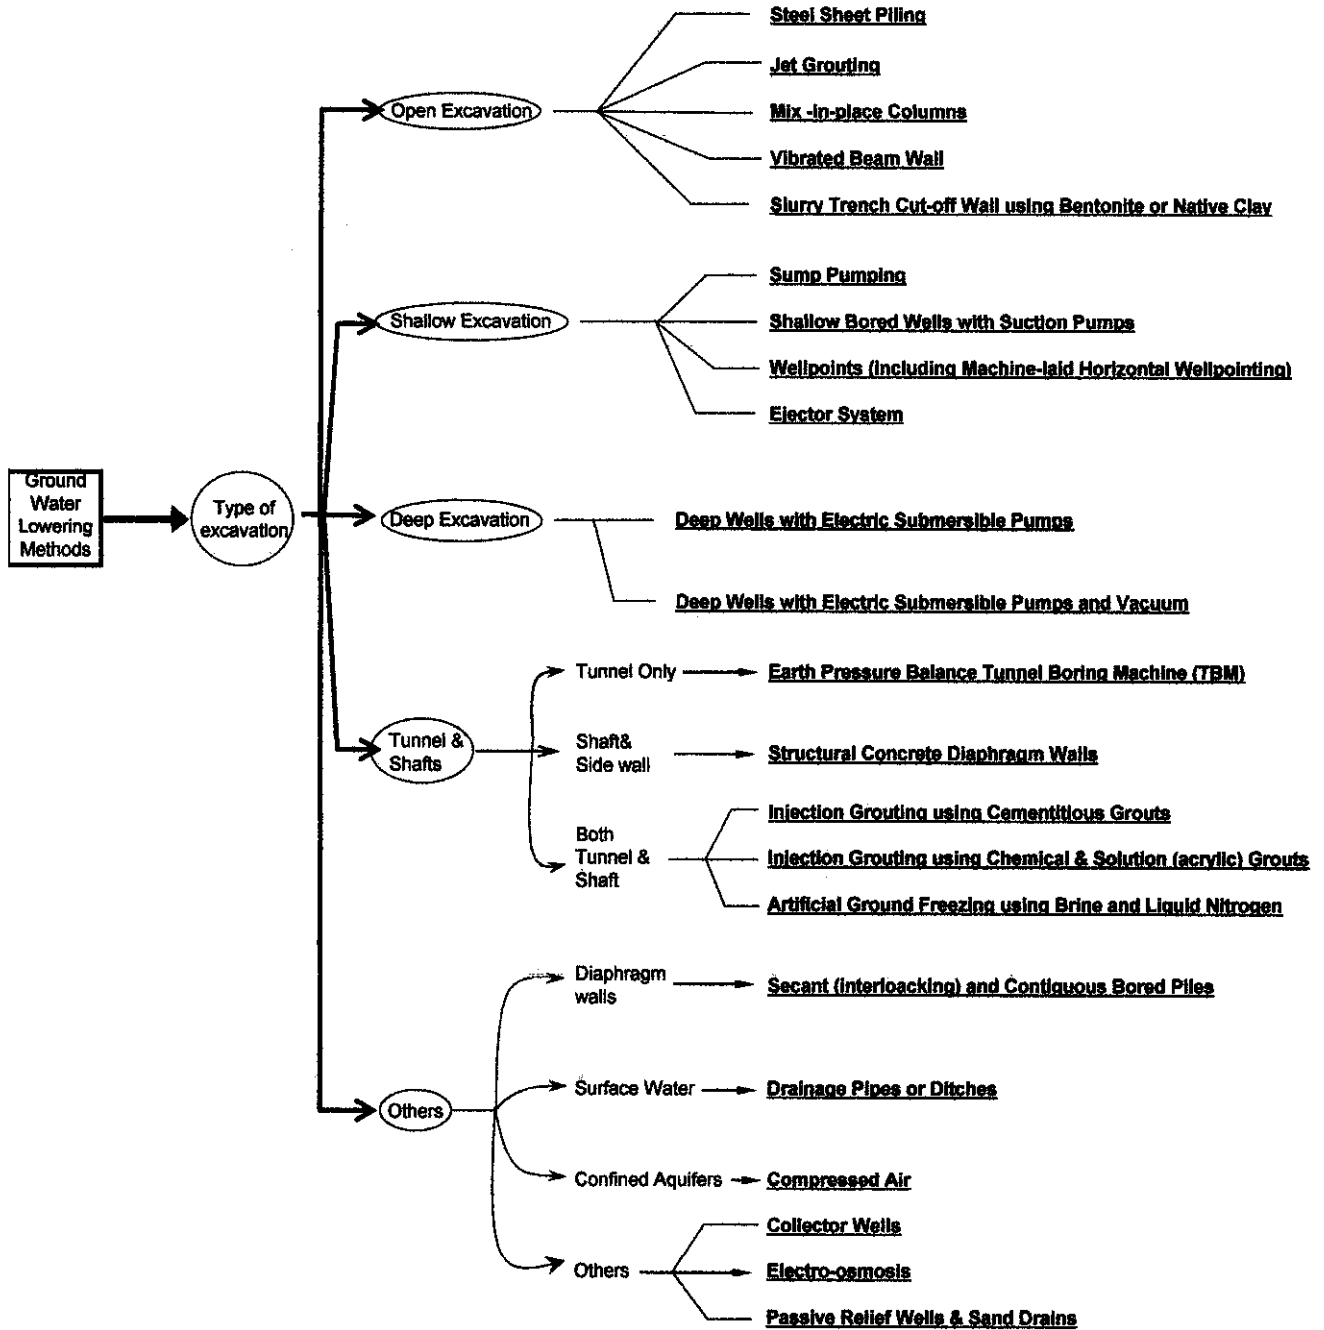 Steel Sheet Piling
Jet Grouting
Open Excavation
Mix -in-place Columns
Vibrated Beam Wall
Slurry Trench Cut-off Wall using Bentonite or Native Clay
Sump Pumping
Shallow Excavation
Shallow Bored Wells with Suction Pumps
Wellpoints (including Machine-laid Horizontal Wellpointing)
Ejector System
Ground
Water
Lowering
Methods
Type of
excavation
Deep Excavation
Deep Wells with Electric Submersible Pumps
Deep Wells with Electric Submersible Pumps and Vacuum
Tunnel &
Shafts
Tunnel Only
Earth Pressure Balance Tunnel Boring Machine (TBM)
Shaft&
Side wall
Structural Concrete Diaphragm Walls
Both
Tunnel &
Shaft
Injection Grouting using Cementitious Grouts
Injection Grouting using Chemical & Solution (acrylic) Grouts
Artificial Ground Freezing using Brine and Liquid Nitrogen
Others
Diaphragm
walls
Secant (interloacking) and Contiguous Bored Piles
Surface Water
Drainage Pipes or Ditches
Confined Aquifers
Compressed Air
Others
Collector Wells
Electro-osmosis
Passive Relief Wells & Sand Drains